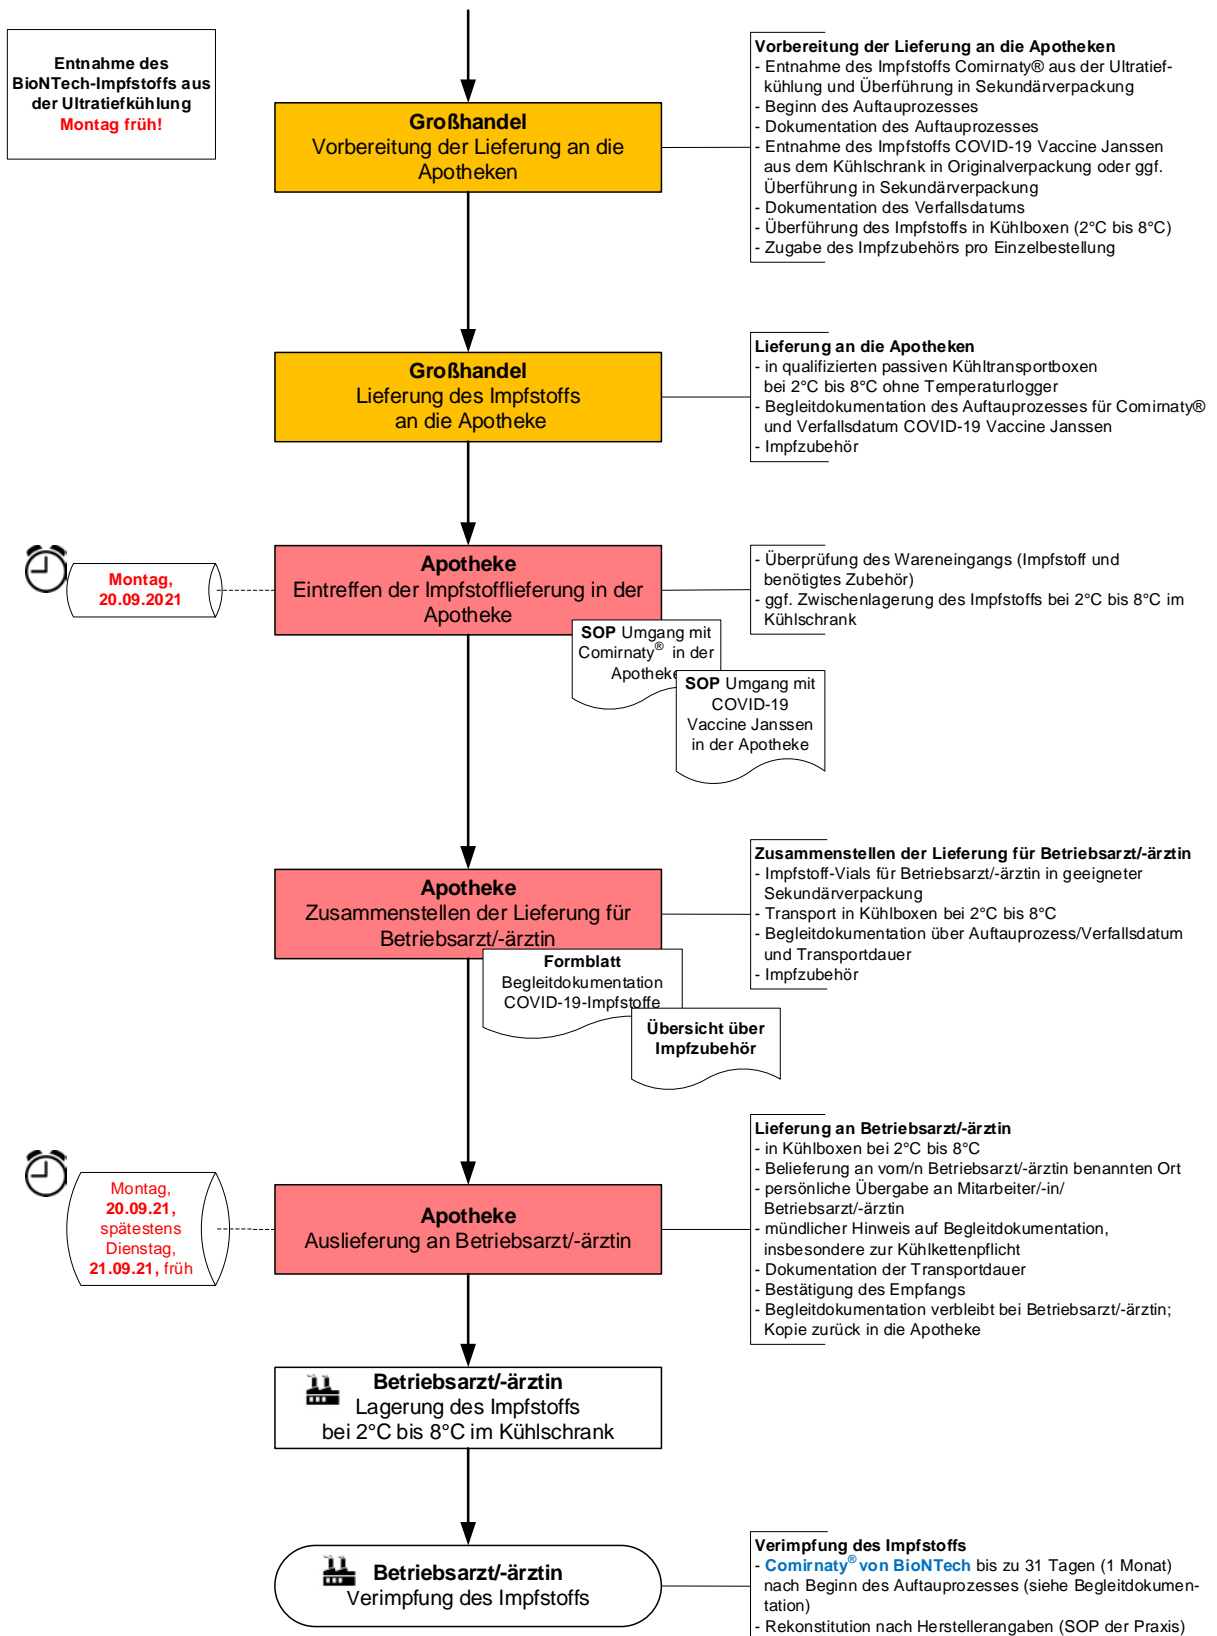 Entnahme des
BioNTech-Impfstoffs aus
der Ultratiefkühlung
Montag früh!
Großhandel
Vorbereitung der Lieferung an die
Apotheken
Vorbereitung der Lieferung an die Apotheken
- Entnahme des Impfstoffs Comirnaty® aus der Ultratief-
kühlung und Überführung in Sekundärverpackung
- Beginn des Auftauprozesses
- Dokumentation des Auftauprozesses
- Entnahme des Impfstoffs COVID-19 Vaccine Janssen
aus dem Kühlschrank in Originalverpackung oder ggf.
Überführung in Sekundärverpackung
- Dokumentation des Verfallsdatums
- Überführung des Impfstoffs in Kühlboxen (2°C bis 8°C)
- Zugabe des Impfzubehörs pro Einzelbestellung
Großhandel
Lieferung des Impfstoffs
an die Apotheke
Lieferung an die Apotheken
- in qualifizierten passiven Kühltransportboxen
bei 2°C bis 8°C ohne Temperaturlogger
- Begleitdokumentation des Auftauprozesses für Comirnaty®
und Verfallsdatum COVID-19 Vaccine Janssen
- Impfzubehör
Montag,
20.09.2021
Apotheke
Eintreffen der Impfstofflieferung in der
Apotheke
- Überprüfung des Wareneingangs (Impfstoff und
benötigtes Zubehör)
- ggf. Zwischenlagerung des Impfstoffs bei 2°C bis 8°C im
Kühlschrank
SOP Umgang mit
Comirnaty® in der
Apotheke
SOP Umgang mit
COVID-19
Vaccine Janssen
in der Apotheke
Apotheke
Zusammenstellen der Lieferung für
Betriebsarzt/-ärztin
Zusammenstellen der Lieferung für Betriebsarzt/-ärztin
- Impfstoff-Vials für Betriebsarzt/-ärztin in geeigneter
Sekundärverpackung
- Transport in Kühlboxen bei 2°C bis 8°C
- Begleitdokumentation über Auftauprozess/Verfallsdatum
und Transportdauer
- Impfzubehör
Formblatt
Begleitdokumentation
COVID-19-Impfstoffe
Übersicht über
Impfzubehör
Montag,
20.09.21,
spätestens
Dienstag,
21.09.21, früh
Apotheke
Auslieferung an Betriebsarzt/-ärztin
Lieferung an Betriebsarzt/-ärztin
- in Kühlboxen bei 2°C bis 8°C
- Belieferung an vom/n Betriebsarzt/-ärztin benannten Ort
- persönliche Übergabe an Mitarbeiter/-in/
Betriebsarzt/-ärztin
- mündlicher Hinweis auf Begleitdokumentation,
insbesondere zur Kühlkettenpflicht
- Dokumentation der Transportdauer
- Bestätigung des Empfangs
- Begleitdokumentation verbleibt bei Betriebsarzt/-ärztin;
Kopie zurück in die Apotheke
Betriebsarzt/-ärztin
Lagerung des Impfstoffs
bei 2°C bis 8°C im Kühlschrank
Betriebsarzt/-ärztin
Verimpfung des Impfstoffs
Verimpfung des Impfstoffs
- Comirnaty® von BioNTech bis zu 31 Tagen (1 Monat)
nach Beginn des Auftauprozesses (siehe Begleitdokumen-
tation)
- Rekonstitution nach Herstellerangaben (SOP der Praxis)